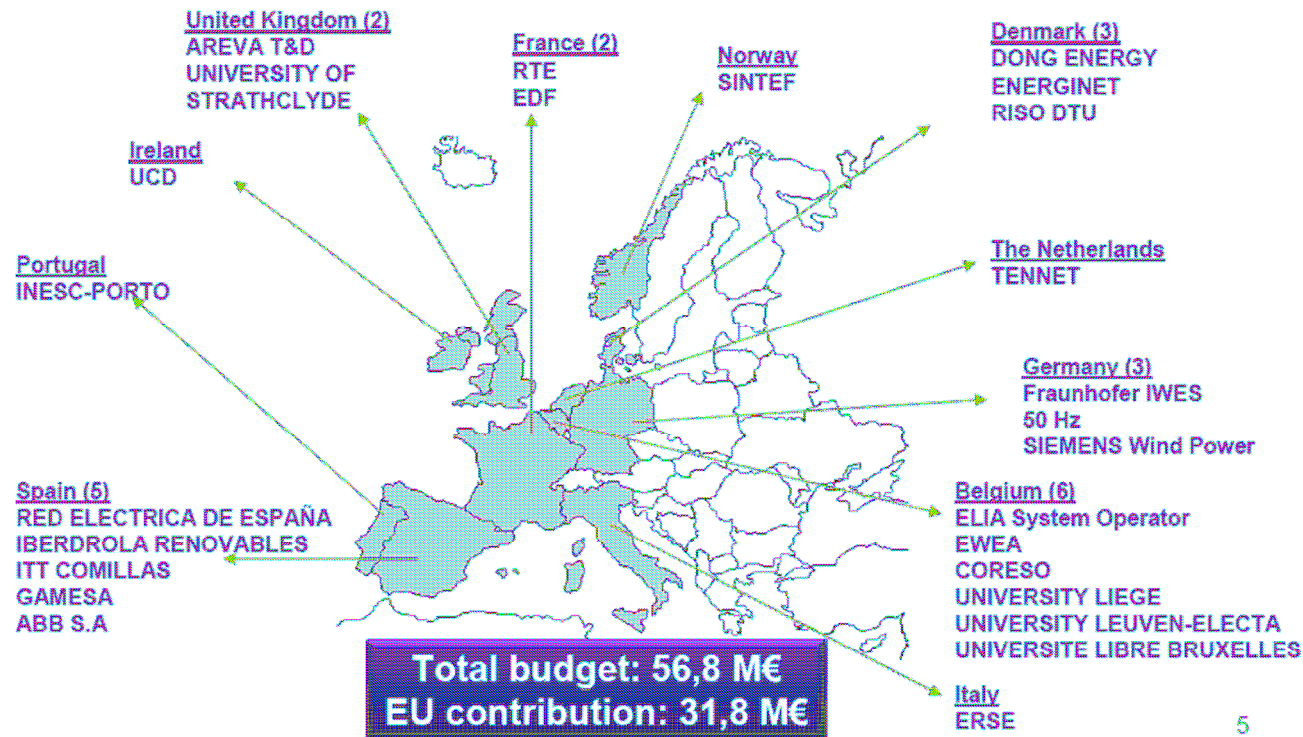 United Kingdom (2)
AREVA T&D
UNIVERSITY OF
STRATHCLYDE
France (2)
RTE
EDF
Norway
SINTEF
Denmark (3)
DONG ENERGY
ENERGINET
RISO DTU
Ireland
UCD
Portugal
INESC-PORTO
The Netherlands
TENNET
Germany (3)
Fraunhofer IWES
50 Hz
SIEMENS Wind Power
Spain (5)
RED ELECTRICA DE ESPAÑA
IBERDROLA RENOVABLES
ITT COMILLAS
GAMESA
ABB S.A
Belgium (6)
ELIA System Operator
EWEA
CORESO
UNIVERSITY LIEGE
UNIVERSITY LEUVEN-ELECTA
UNIVERSITE LIBRE BRUXELLES
Italy
ERSE
Total budget: 56,8 M€
EU contribution: 31,8 M€
5